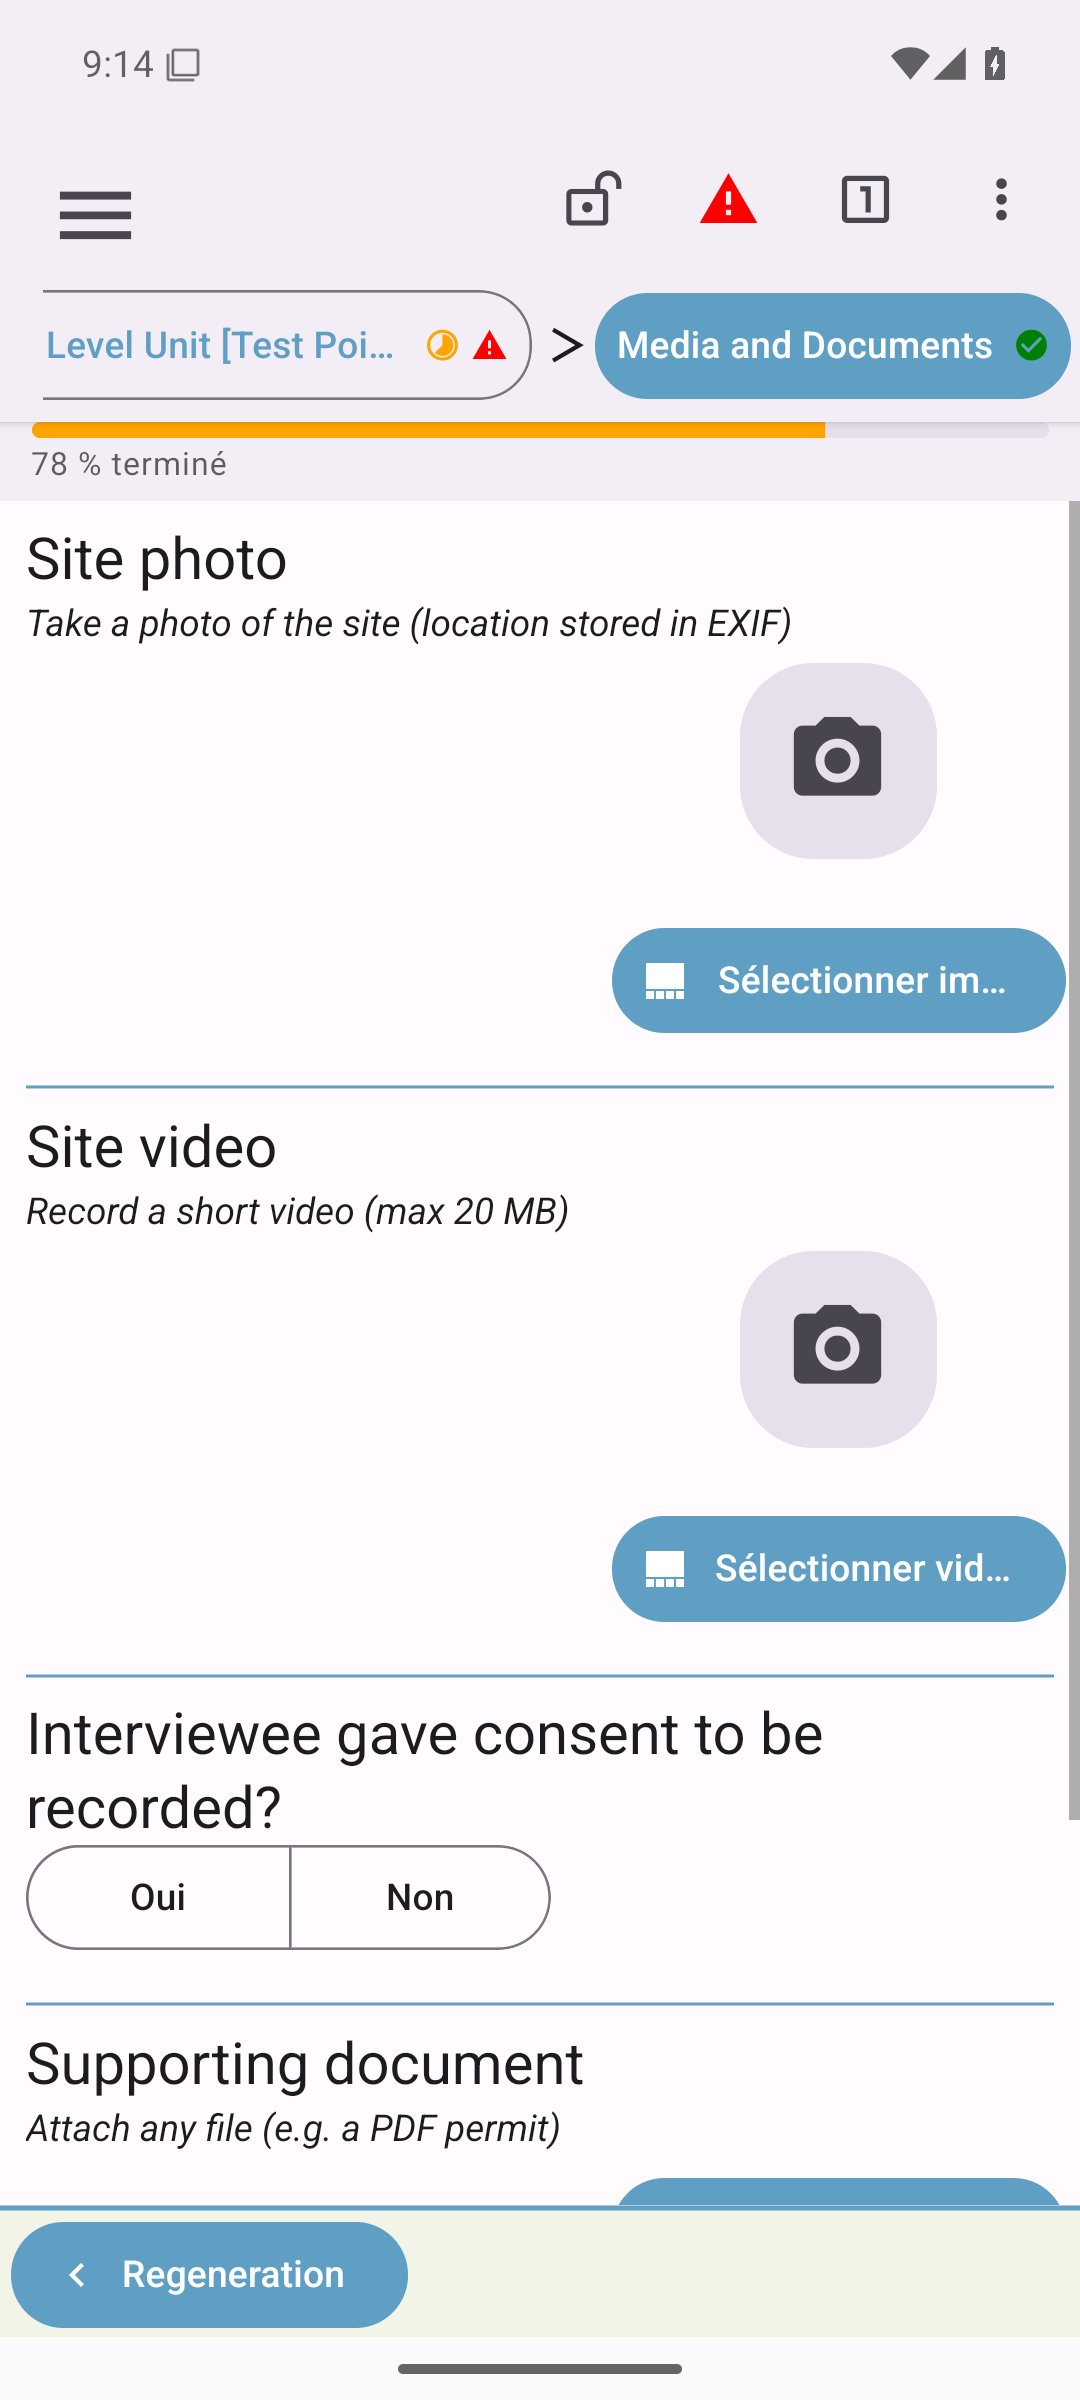 9:14
1
Level Unit [Test Poi...
>
Media and Documents
78 % terminé
Site photo
Take a photo of the site (location stored in EXIF)
Sélectionner im...
Site video
Record a short video (max 20 MB)
Sélectionner vid...
Interviewee gave consent to be
recorded?
Oui
Non
Supporting document
Attach any file (e.g. a PDF permit)
Regeneration